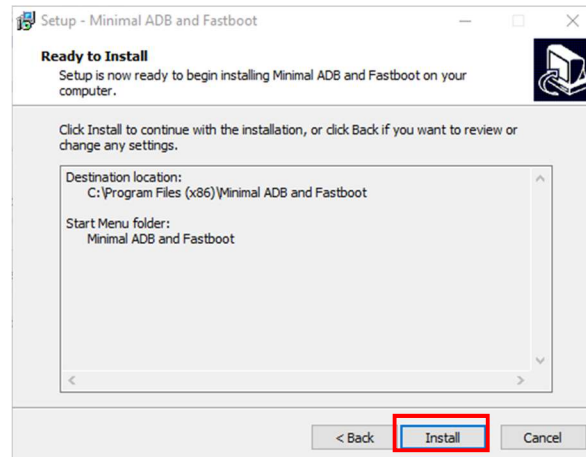 Setup - Minimal ADB and Fastboot
Ready to Install
Setup is now ready to begin installing Minimal ADB and Fastboot on your
computer.
Click Install to continue with the installation, or click Back if you want to review or
change any settings.
Destination location:
C:\Program Files (x86)\Minimal ADB and Fastboot
Start Menu folder:
Minimal ADB and Fastboot
< Back Install Cancel